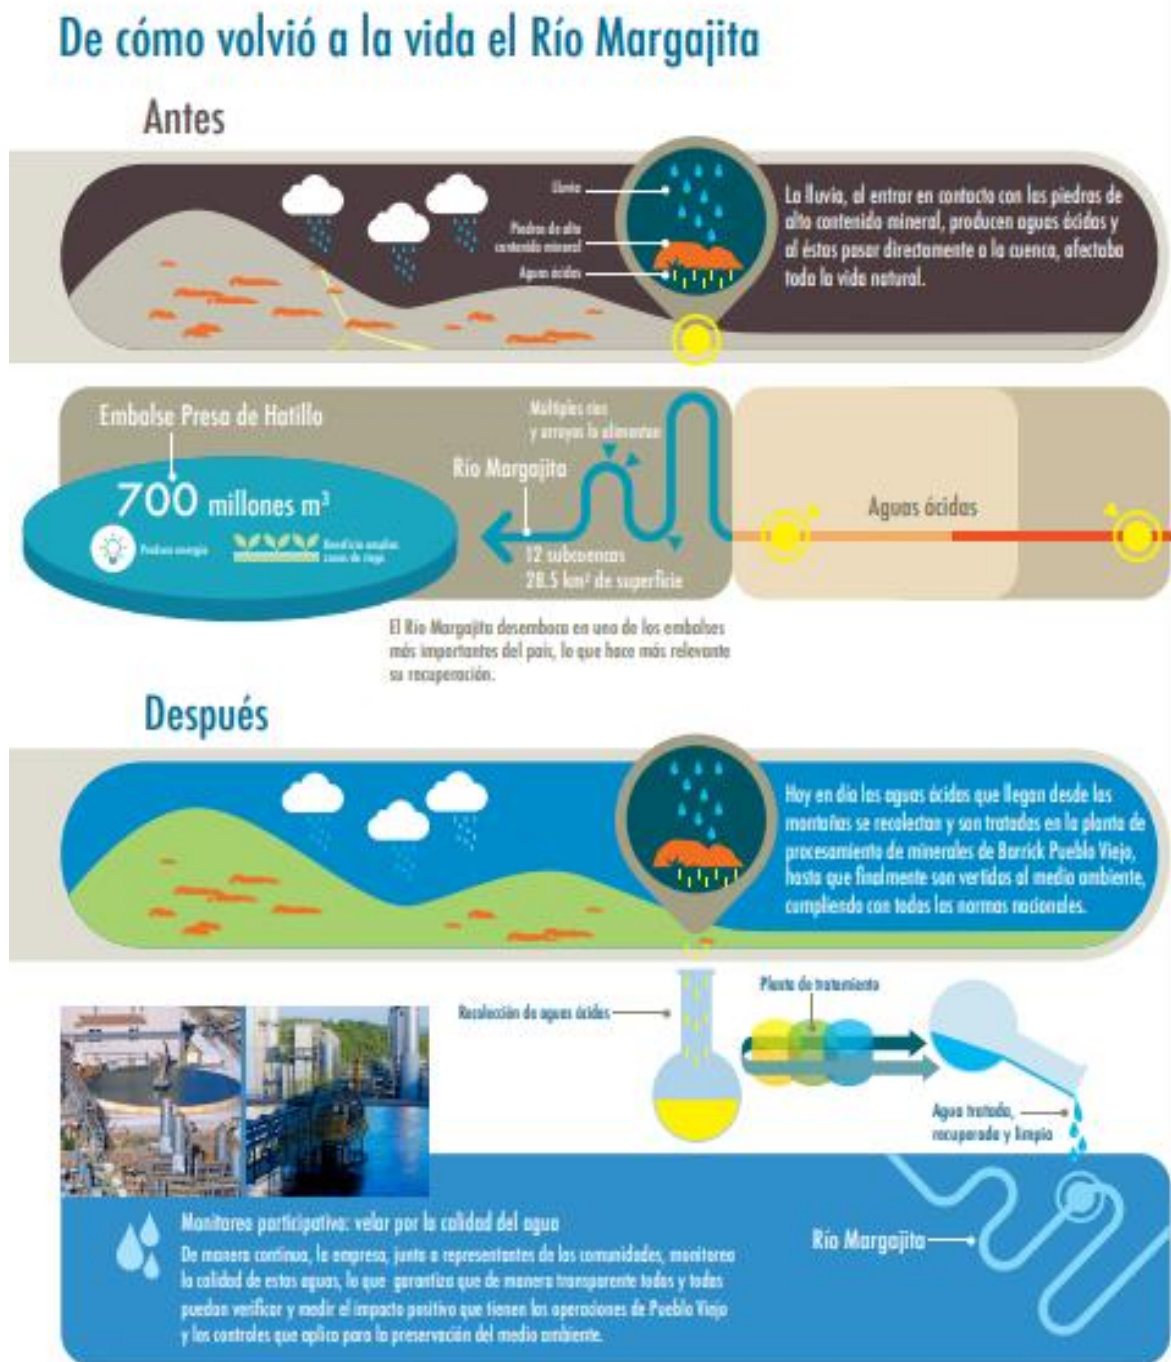 De cómo volvió a la vida el Río Margajita
Antes
Lluvia
Piedras de alto
contenido mineral
Aguas ácidas
La lluvia, al entrar en contacto con las piedras de
alto contenido mineral, producen aguas ácidas y
al éstas pasar directamente a la cuenca, afectaba
toda la vida natural.
Embalse Presa de Hatillo
700 millones m³
Produce energía
Beneficia amplias
zonas de riego
Múltiples ríos
y arroyos lo alimentan
Río Margajita
12 subcuencas
28.5 km² de superficie
Aguas ácidas
El Río Margajita desemboca en uno de los embalses
más importantes del país, lo que hace más relevante
su recuperación.
Después
Hoy en día las aguas ácidas que llegan desde las
montañas se recolectan y son tratadas en la planta de
procesamiento de minerales de Barrick Pueblo Viejo,
hasta que finalmente son vertidas al medio ambiente,
cumpliendo con todas las normas nacionales.
Recolección de aguas ácidas
Planta de tratamiento
Agua tratada,
recuperada y limpia
Río Margajita
Monitoreo participativo: velar por la calidad del agua
De manera continua, la empresa, junto a representantes de las comunidades, monitorea
la calidad de estas aguas, lo que garantiza que de manera transparente todos y todas
puedan verificar y medir el impacto positivo que tienen las operaciones de Pueblo Viejo
y los controles que aplica para la preservación del medio ambiente.